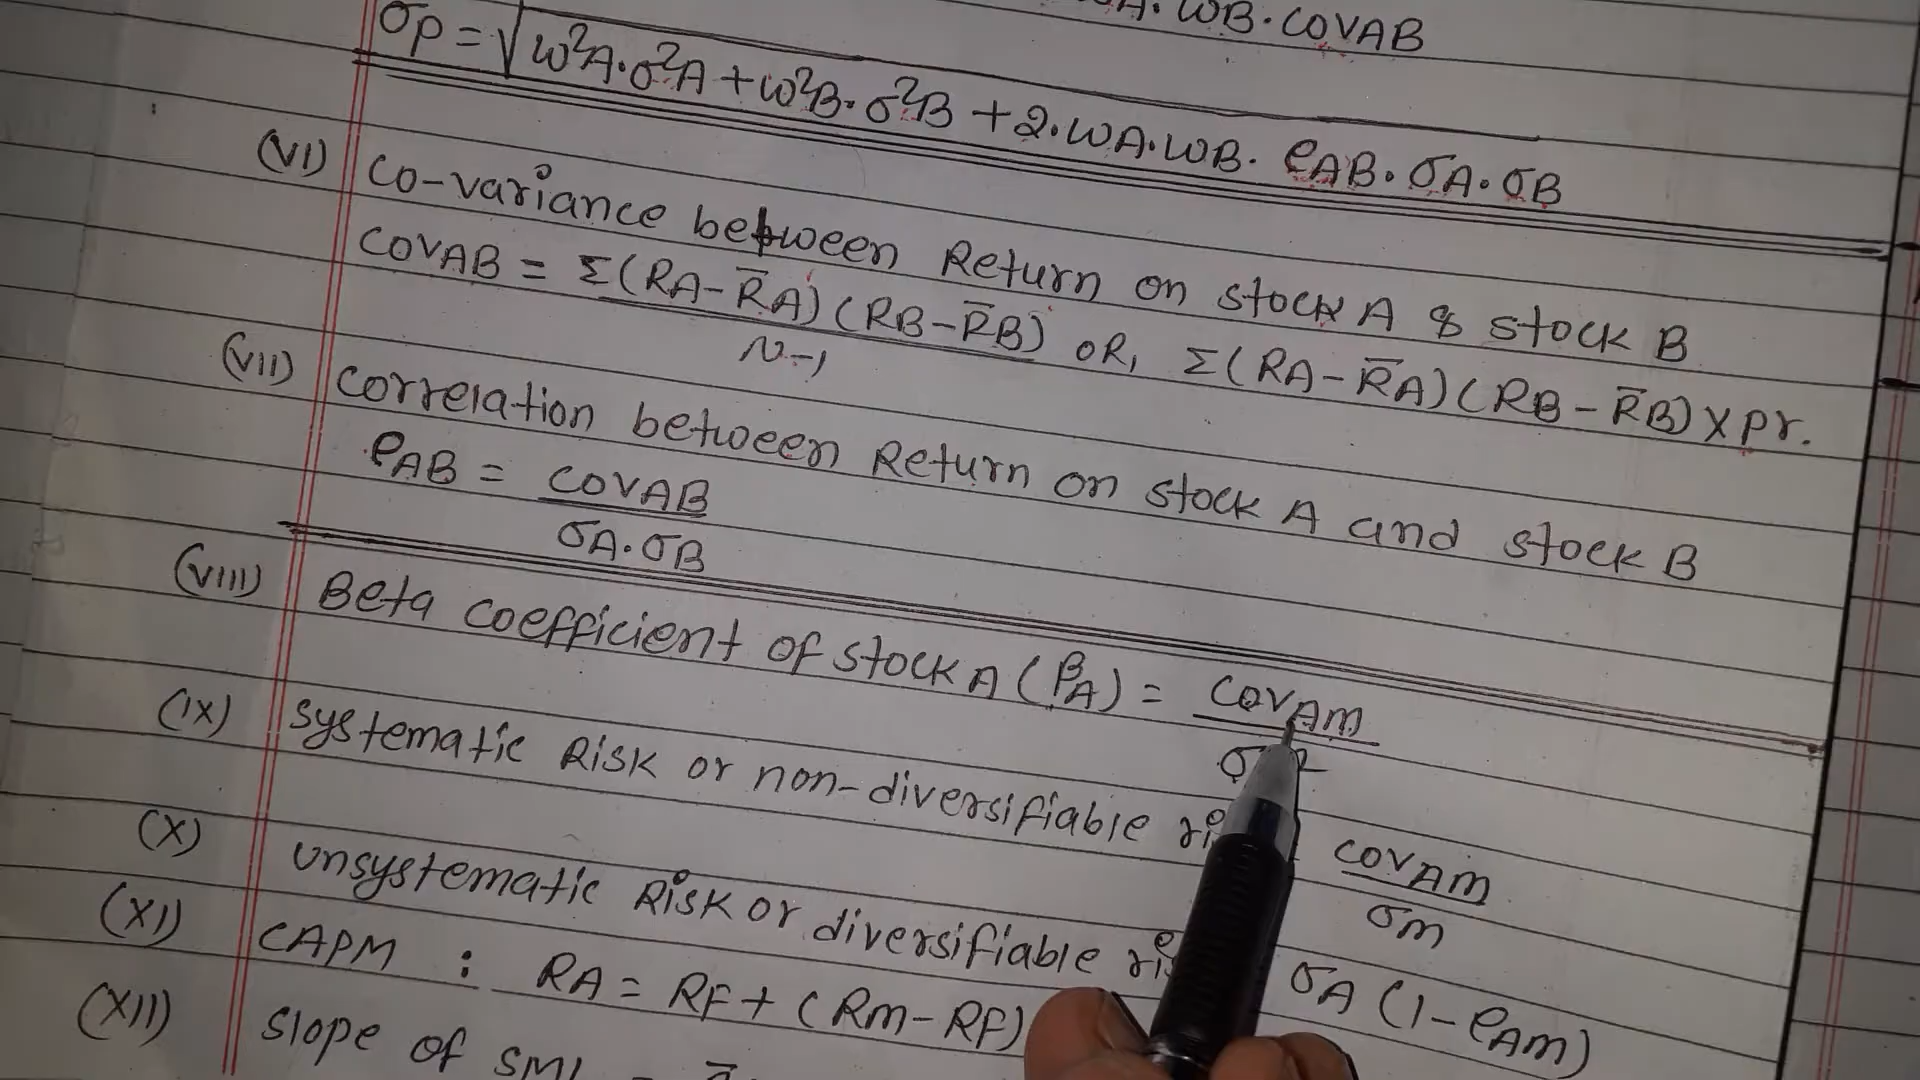 WB. COVAB
σP = √w²A.σ²A + w²B.σ²B + 2.WA.WB. ρAB.σA.σB
(VI) Co-variance between Return on stock A & stock B
COVAB = Σ(RA-R̄A)(RB-R̄B) / N-1 OR, Σ(RA-R̄A)(RB-R̄B) X Pr.
(VII) Correlation between Return on stock A and stock B
ρAB = COVAB / σA.σB
(VIII) Beta coefficient of stock A (βA) = COVAM / σ 2
(IX) Systematic Risk or non-diversifiable COVAM / σm
(X) Unsystematic Risk or diversifiable σA (1-ρAM)
(XI) CAPM : RA = RF + (Rm-RF)
(XII) Slope of SML =